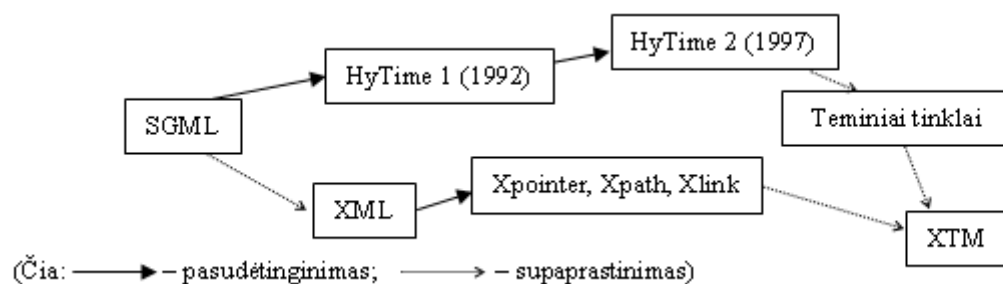 HyTime 2 (1997)
HyTime 1 (1992)
Teminiai tinklai
SGML
Xpointer, Xpath, Xlink
XML
XTM
(Čia: – pasudėtinginimas; – supaprastinimas)